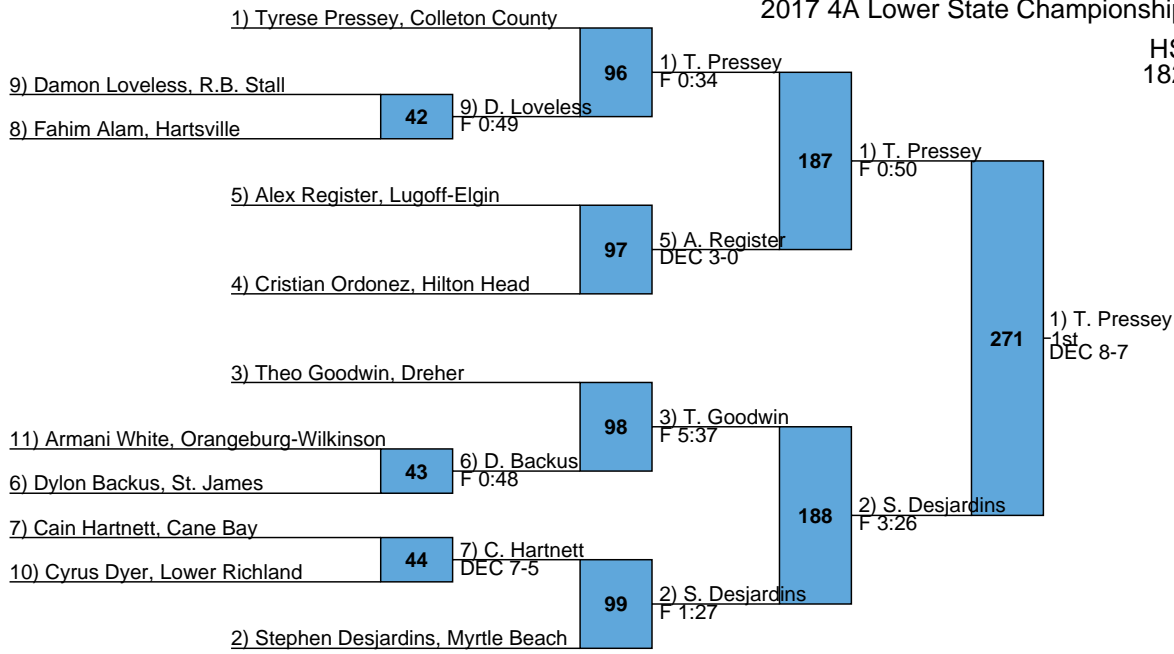 2017 4A Lower State Championship
HS
182
1) Tyrese Pressey, Colleton County
9) Damon Loveless, R.B. Stall
8) Fahim Alam, Hartsville
42
9) D. Loveless
F 0:49
96
1) T. Pressey
F 0:34
5) Alex Register, Lugoff-Elgin
4) Cristian Ordonez, Hilton Head
97
5) A. Register
DEC 3-0
187
1) T. Pressey
F 0:50
3) Theo Goodwin, Dreher
11) Armani White, Orangeburg-Wilkinson
6) Dylon Backus, St. James
43
6) D. Backus
F 0:48
98
3) T. Goodwin
F 5:37
7) Cain Hartnett, Cane Bay
10) Cyrus Dyer, Lower Richland
44
7) C. Hartnett
DEC 7-5
2) Stephen Desjardins, Myrtle Beach
99
2) S. Desjardins
F 1:27
188
2) S. Desjardins
F 3:26
271
1) T. Pressey
1st
DEC 8-7